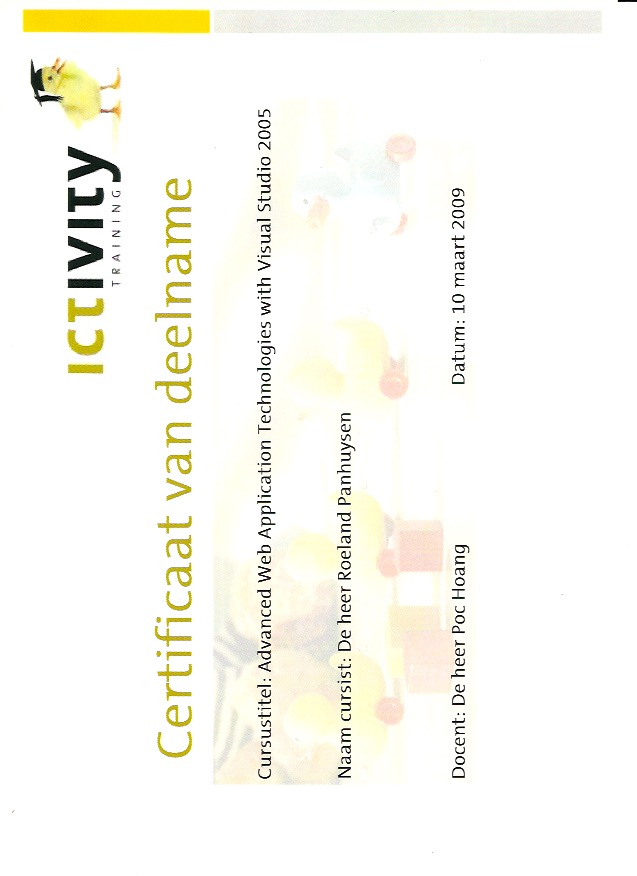 ICTIVITY
TRAINING
Certificaat van deelname
Cursustitel: Advanced Web Application Technologies with Visual Studio 2005
Naam cursist: De heer Roeland Panhuysen
Docent: De heer Poc Hoang
Datum: 10 maart 2009